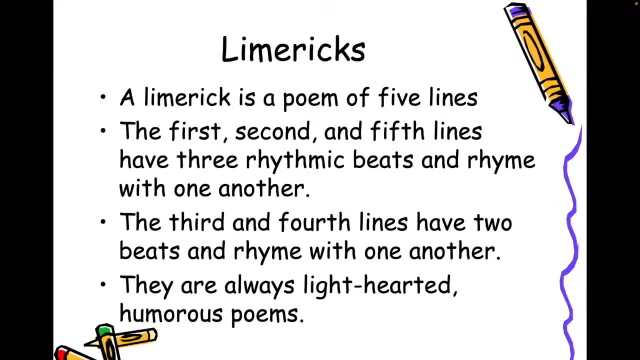 Limericks
• A limerick is a poem of five lines
• The first, second, and fifth lines
have three rhythmic beats and rhyme
with one another.
• The third and fourth lines have two
beats and rhyme with one another.
• They are always light-hearted,
humorous poems.